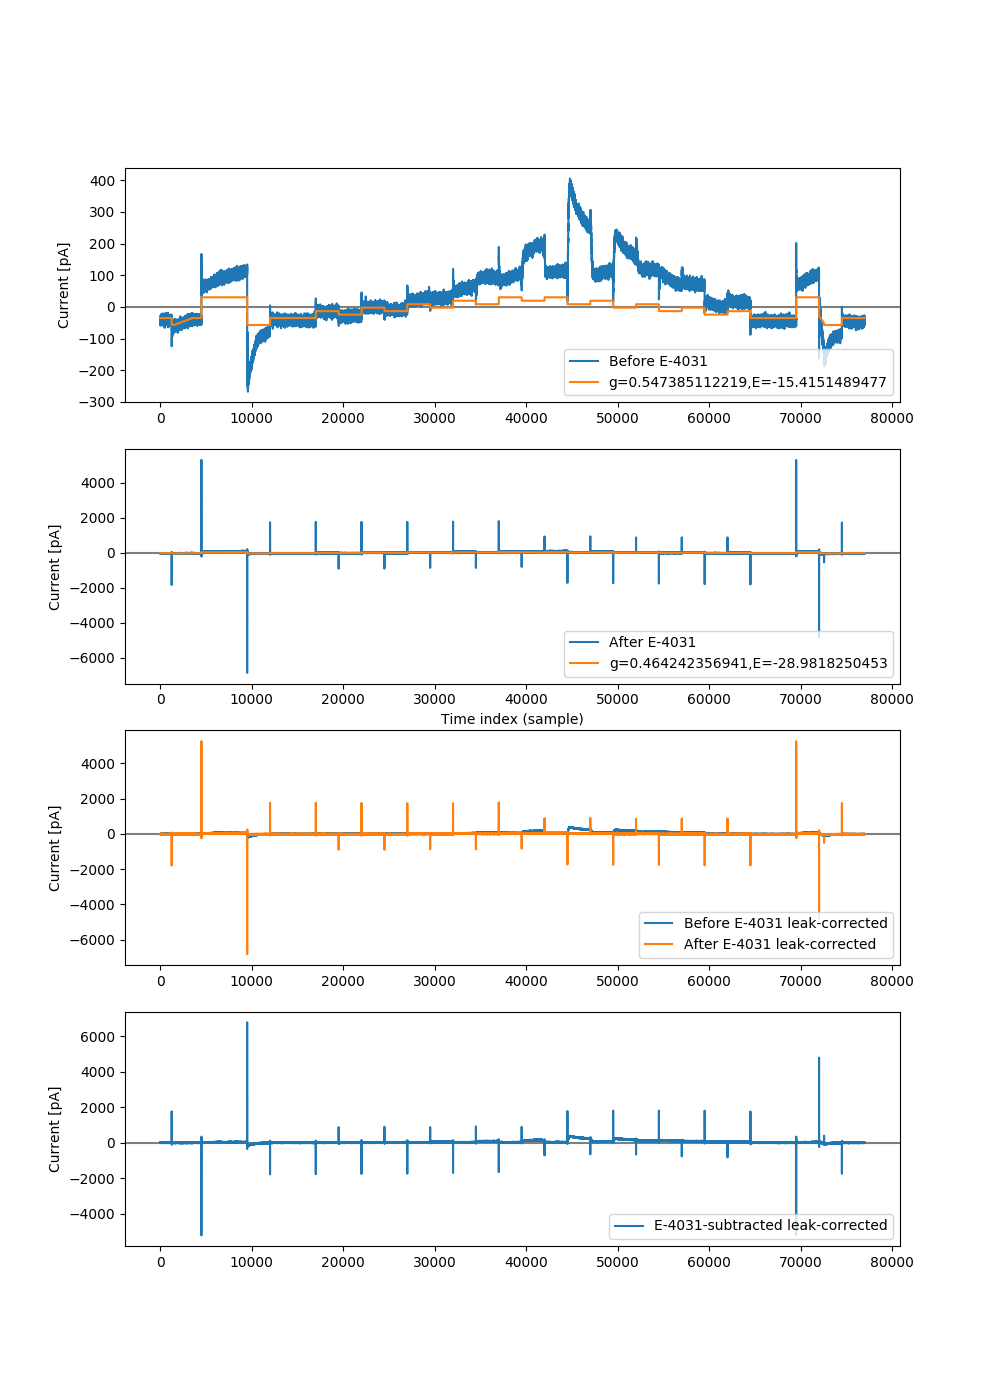 400
300
200
100
0
−100
−200
−300
Current [pA]
Before E-4031
g=0.547385112219,E=-15.4151489477
0 10000 20000 30000 40000 50000 60000 70000 80000
4000
2000
0
−2000
−4000
−6000
Current [pA]
After E-4031
g=0.464242356941,E=-28.9818250453
0 10000 20000 30000 40000 50000 60000 70000 80000
Time index (sample)
4000
2000
0
−2000
−4000
−6000
Current [pA]
Before E-4031 leak-corrected
After E-4031 leak-corrected
0 10000 20000 30000 40000 50000 60000 70000 80000
6000
4000
2000
0
−2000
−4000
Current [pA]
E-4031-subtracted leak-corrected
0 10000 20000 30000 40000 50000 60000 70000 80000